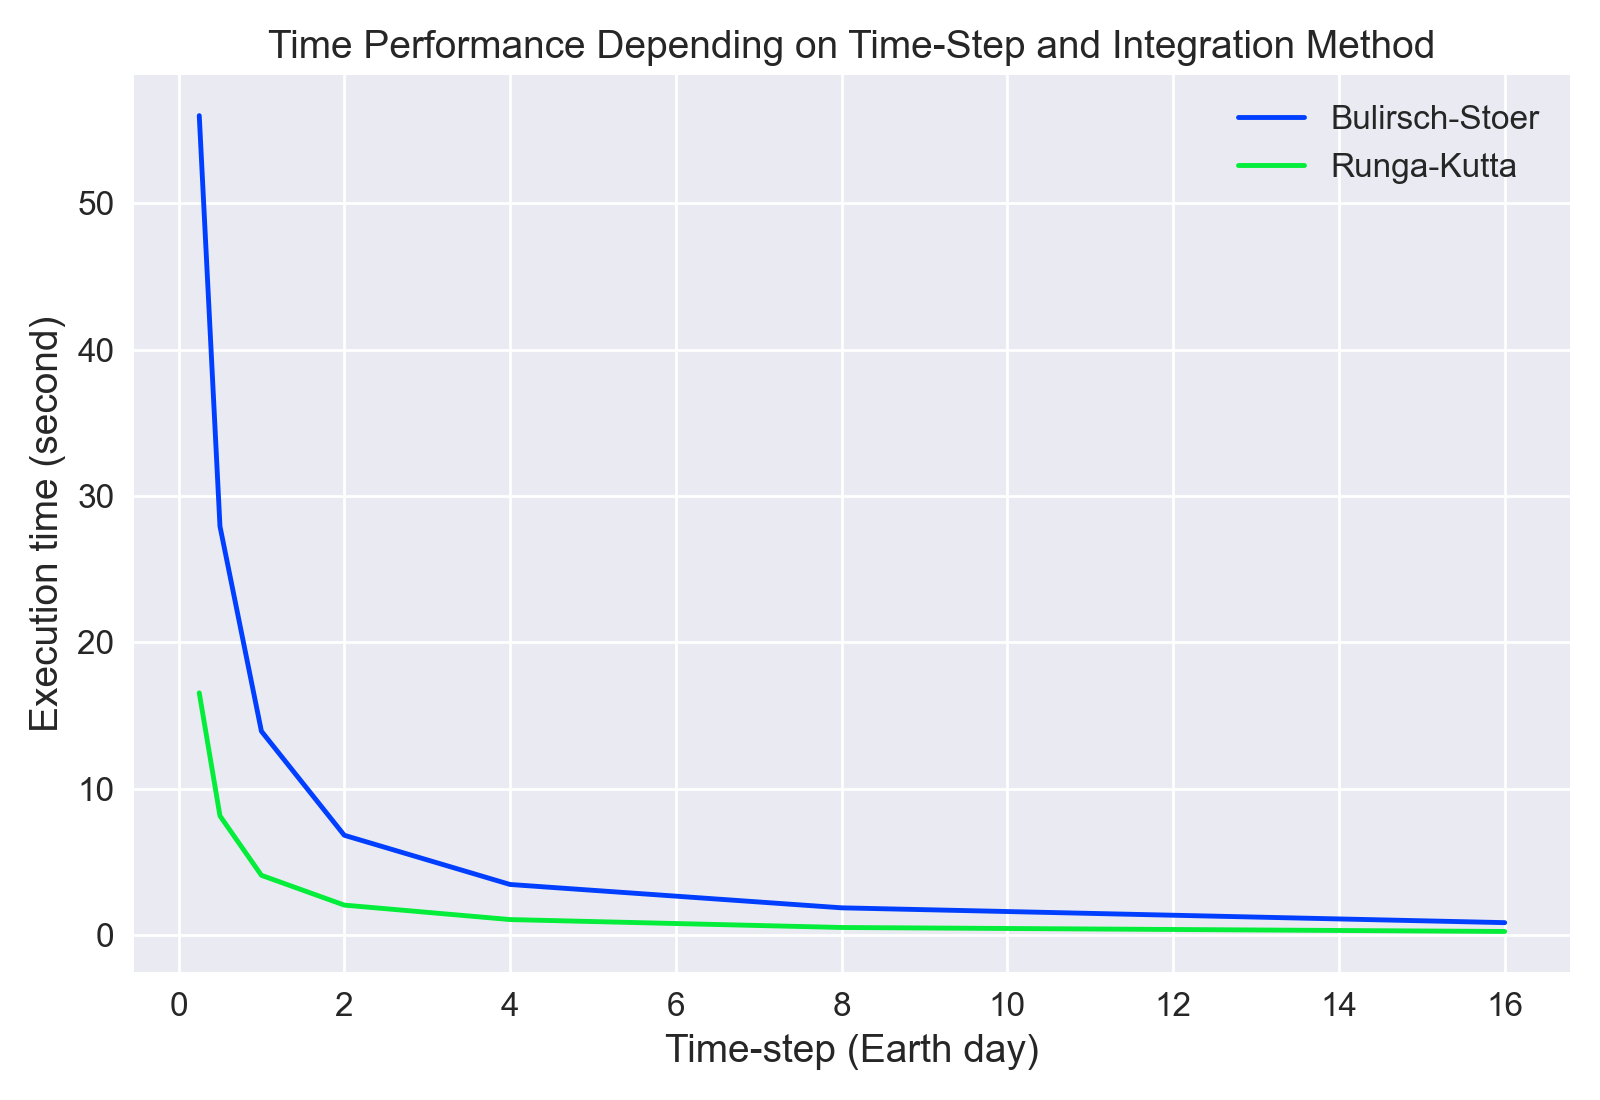 Time Performance Depending on Time-Step and Integration Method
Bulirsch-Stoer
Runga-Kutta
50
40
30
20
10
0
Execution time (second)
0 2 4 6 8 10 12 14 16
Time-step (Earth day)